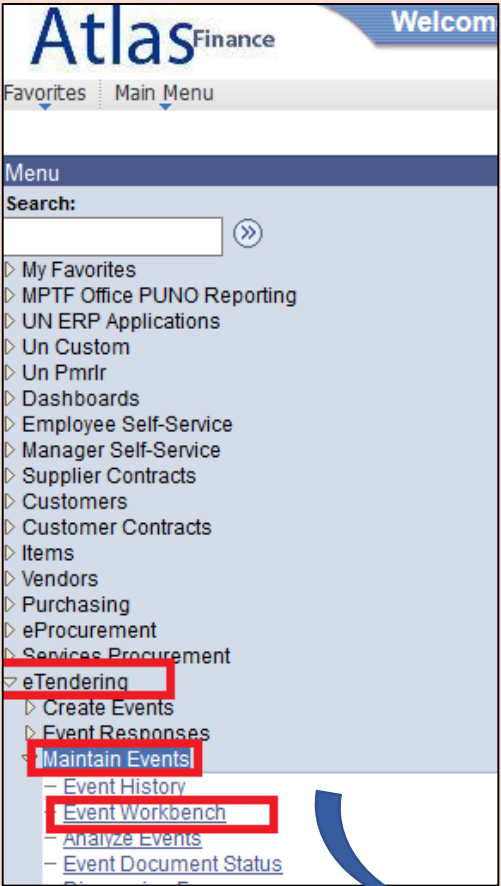 Atlas Finance
Welcom
Favorites Main Menu
Menu
Search:
My Favorites
MPTF Office PUNO Reporting
UN ERP Applications
Un Custom
Un Pmrlr
Dashboards
Employee Self-Service
Manager Self-Service
Supplier Contracts
Customers
Customer Contracts
Items
Vendors
Purchasing
eProcurement
Services Procurement
eTendering
Create Events
Event Responses
Maintain Events
– Event History
– Event Workbench
– Analyze Events
– Event Document Status